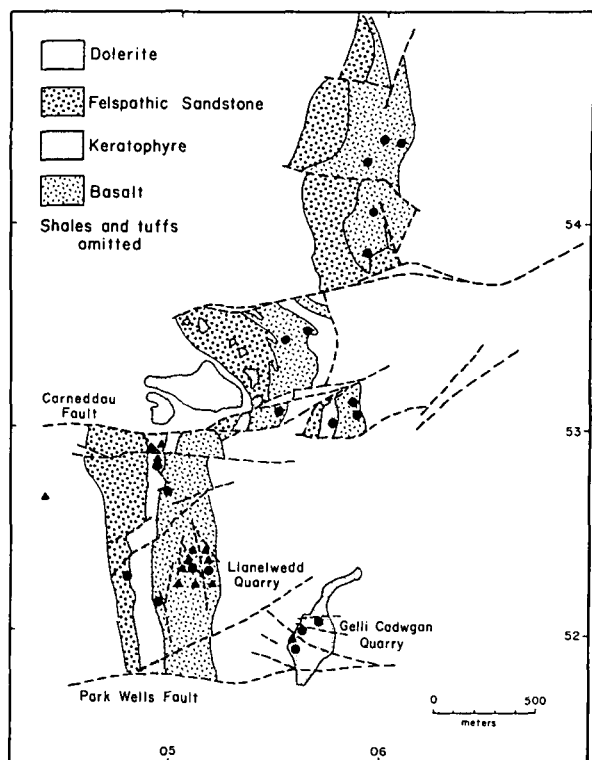 Dolerite
Felspathic Sandstone
Keratophyre
Basalt
Shales and tuffs
omitted
54
Carneddau
Fault
53
Llanelwedd
Quarry
Gelli Cadwgan
Quarry
52
Park Wells Fault
0 500
meters
05 06